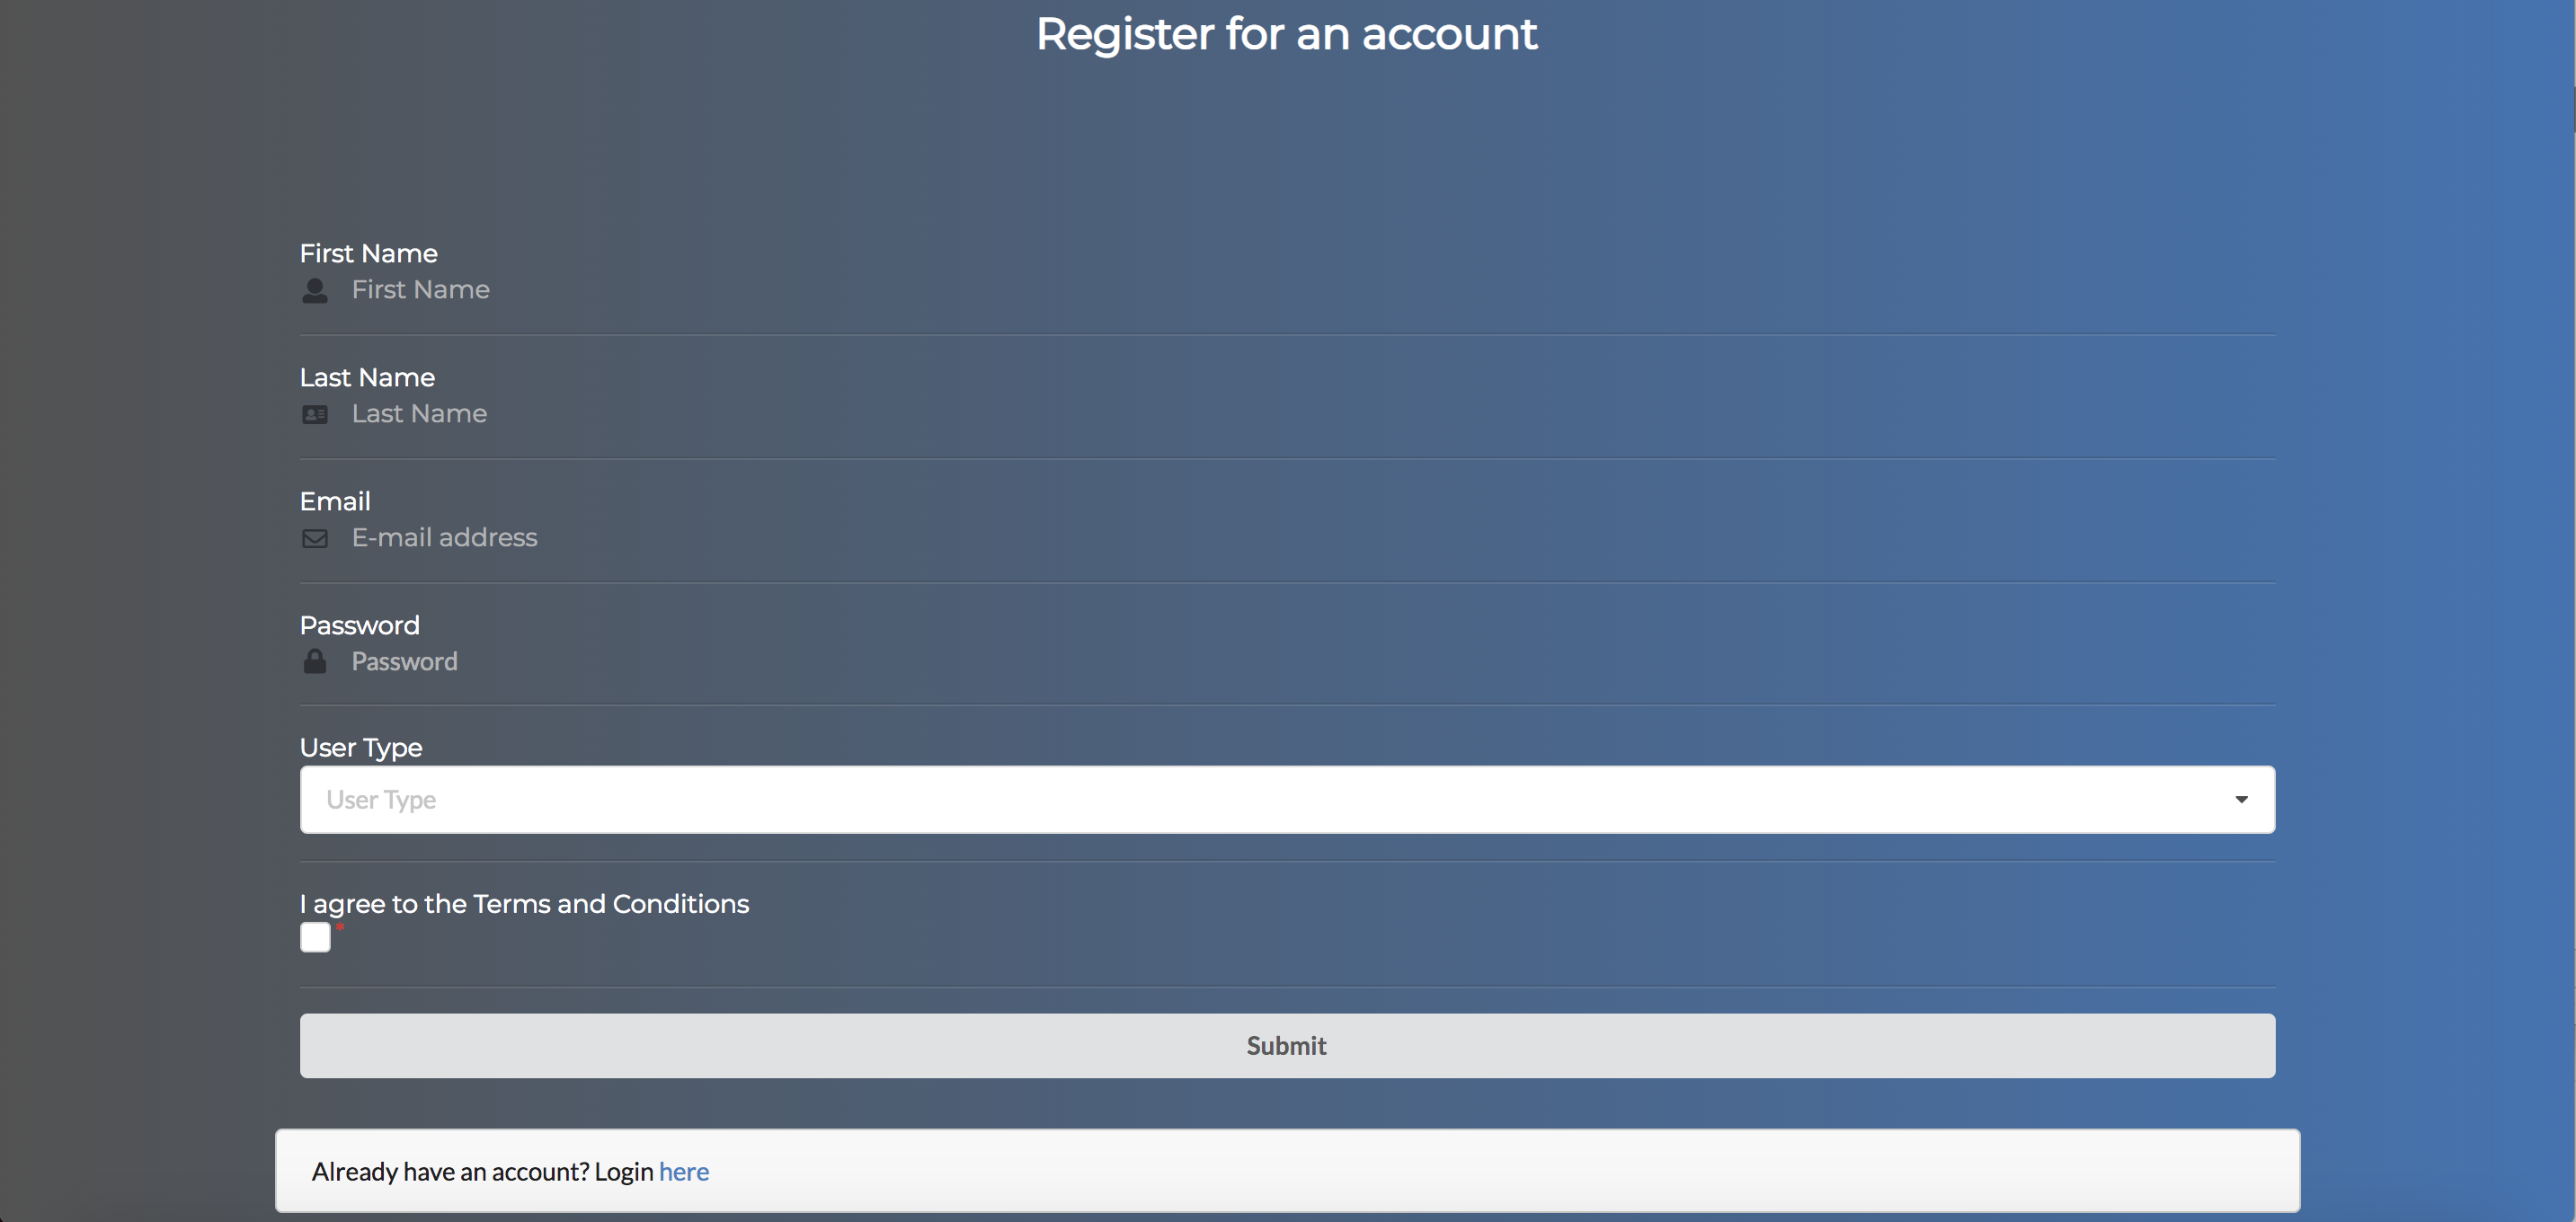 Register for an account
First Name
First Name
Last Name
Last Name
Email
E-mail address
Password
Password
User Type
User Type
I agree to the Terms and Conditions
*
Submit
Already have an account? Login here